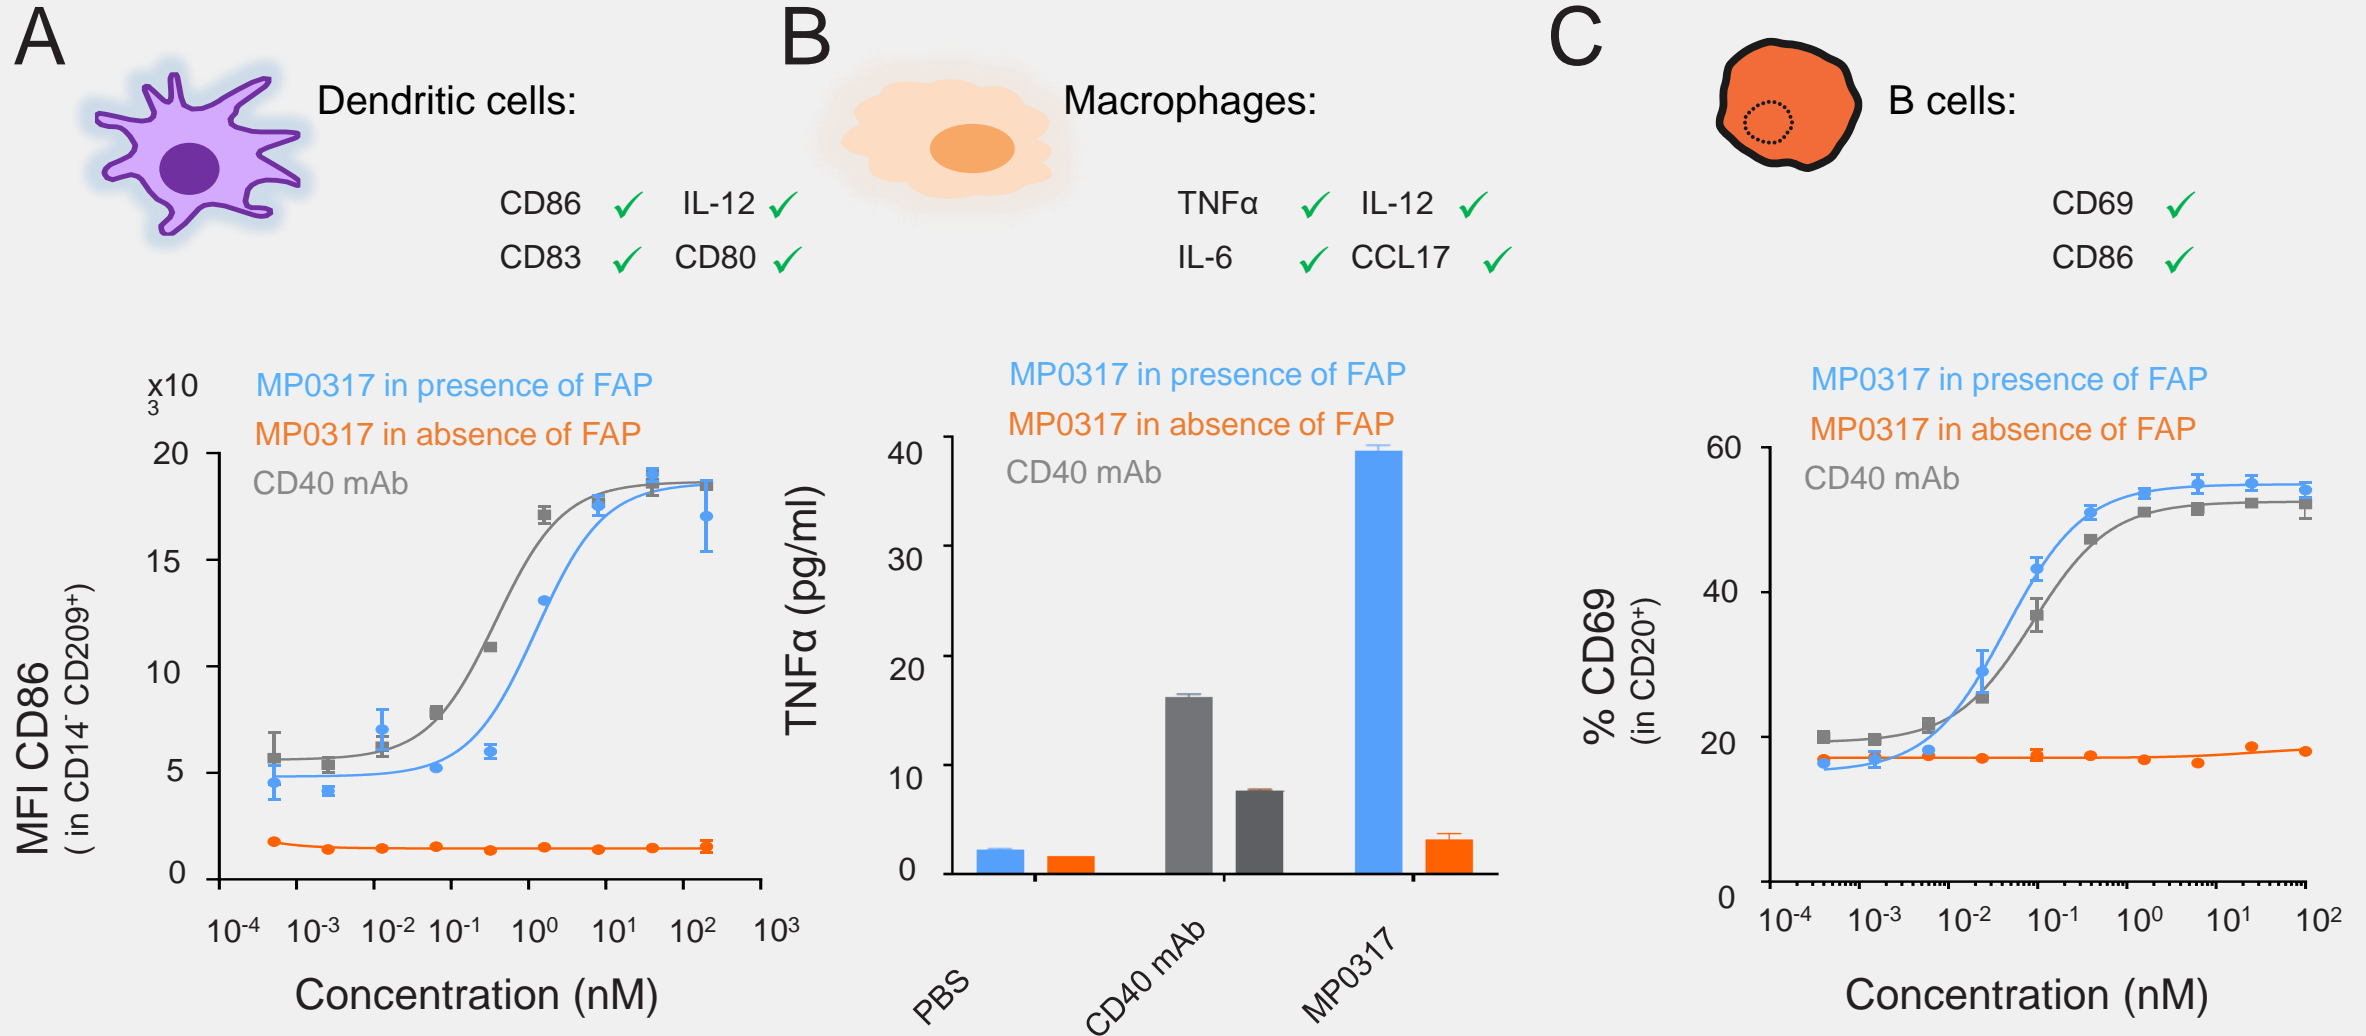 A
Dendritic cells:
CD86 ✓ IL-12 ✓
CD83 ✓ CD80 ✓
x10
3
MP0317 in presence of FAP
MP0317 in absence of FAP
CD40 mAb
20
15
10
5
0
MFI CD86
( in CD14⁻ CD209⁺)
10⁻⁴ 10⁻³ 10⁻² 10⁻¹ 10⁰ 10¹ 10² 10³
Concentration (nM)
B
Macrophages:
TNFα ✓ IL-12 ✓
IL-6 ✓ CCL17 ✓
MP0317 in presence of FAP
MP0317 in absence of FAP
CD40 mAb
40
30
20
10
0
TNFα (pg/ml)
PBS
CD40 mAb
MP0317
C
B cells:
CD69 ✓
CD86 ✓
MP0317 in presence of FAP
MP0317 in absence of FAP
CD40 mAb
60
40
20
0
% CD69
(in CD20⁺)
10⁻⁴ 10⁻³ 10⁻² 10⁻¹ 10⁰ 10¹ 10²
Concentration (nM)